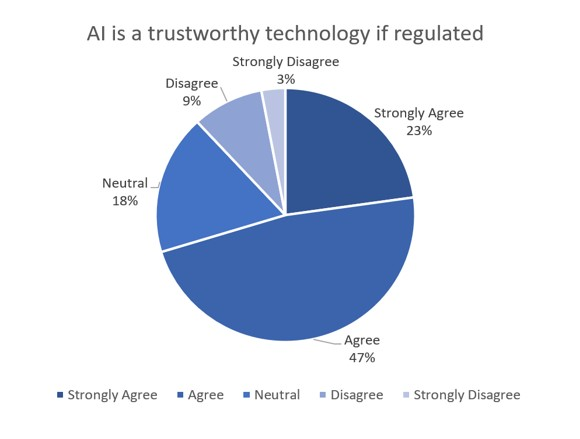 AI is a trustworthy technology if regulated
Strongly Disagree
3%
Disagree
9%
Strongly Agree
23%
Neutral
18%
Agree
47%
Strongly Agree Agree Neutral Disagree Strongly Disagree